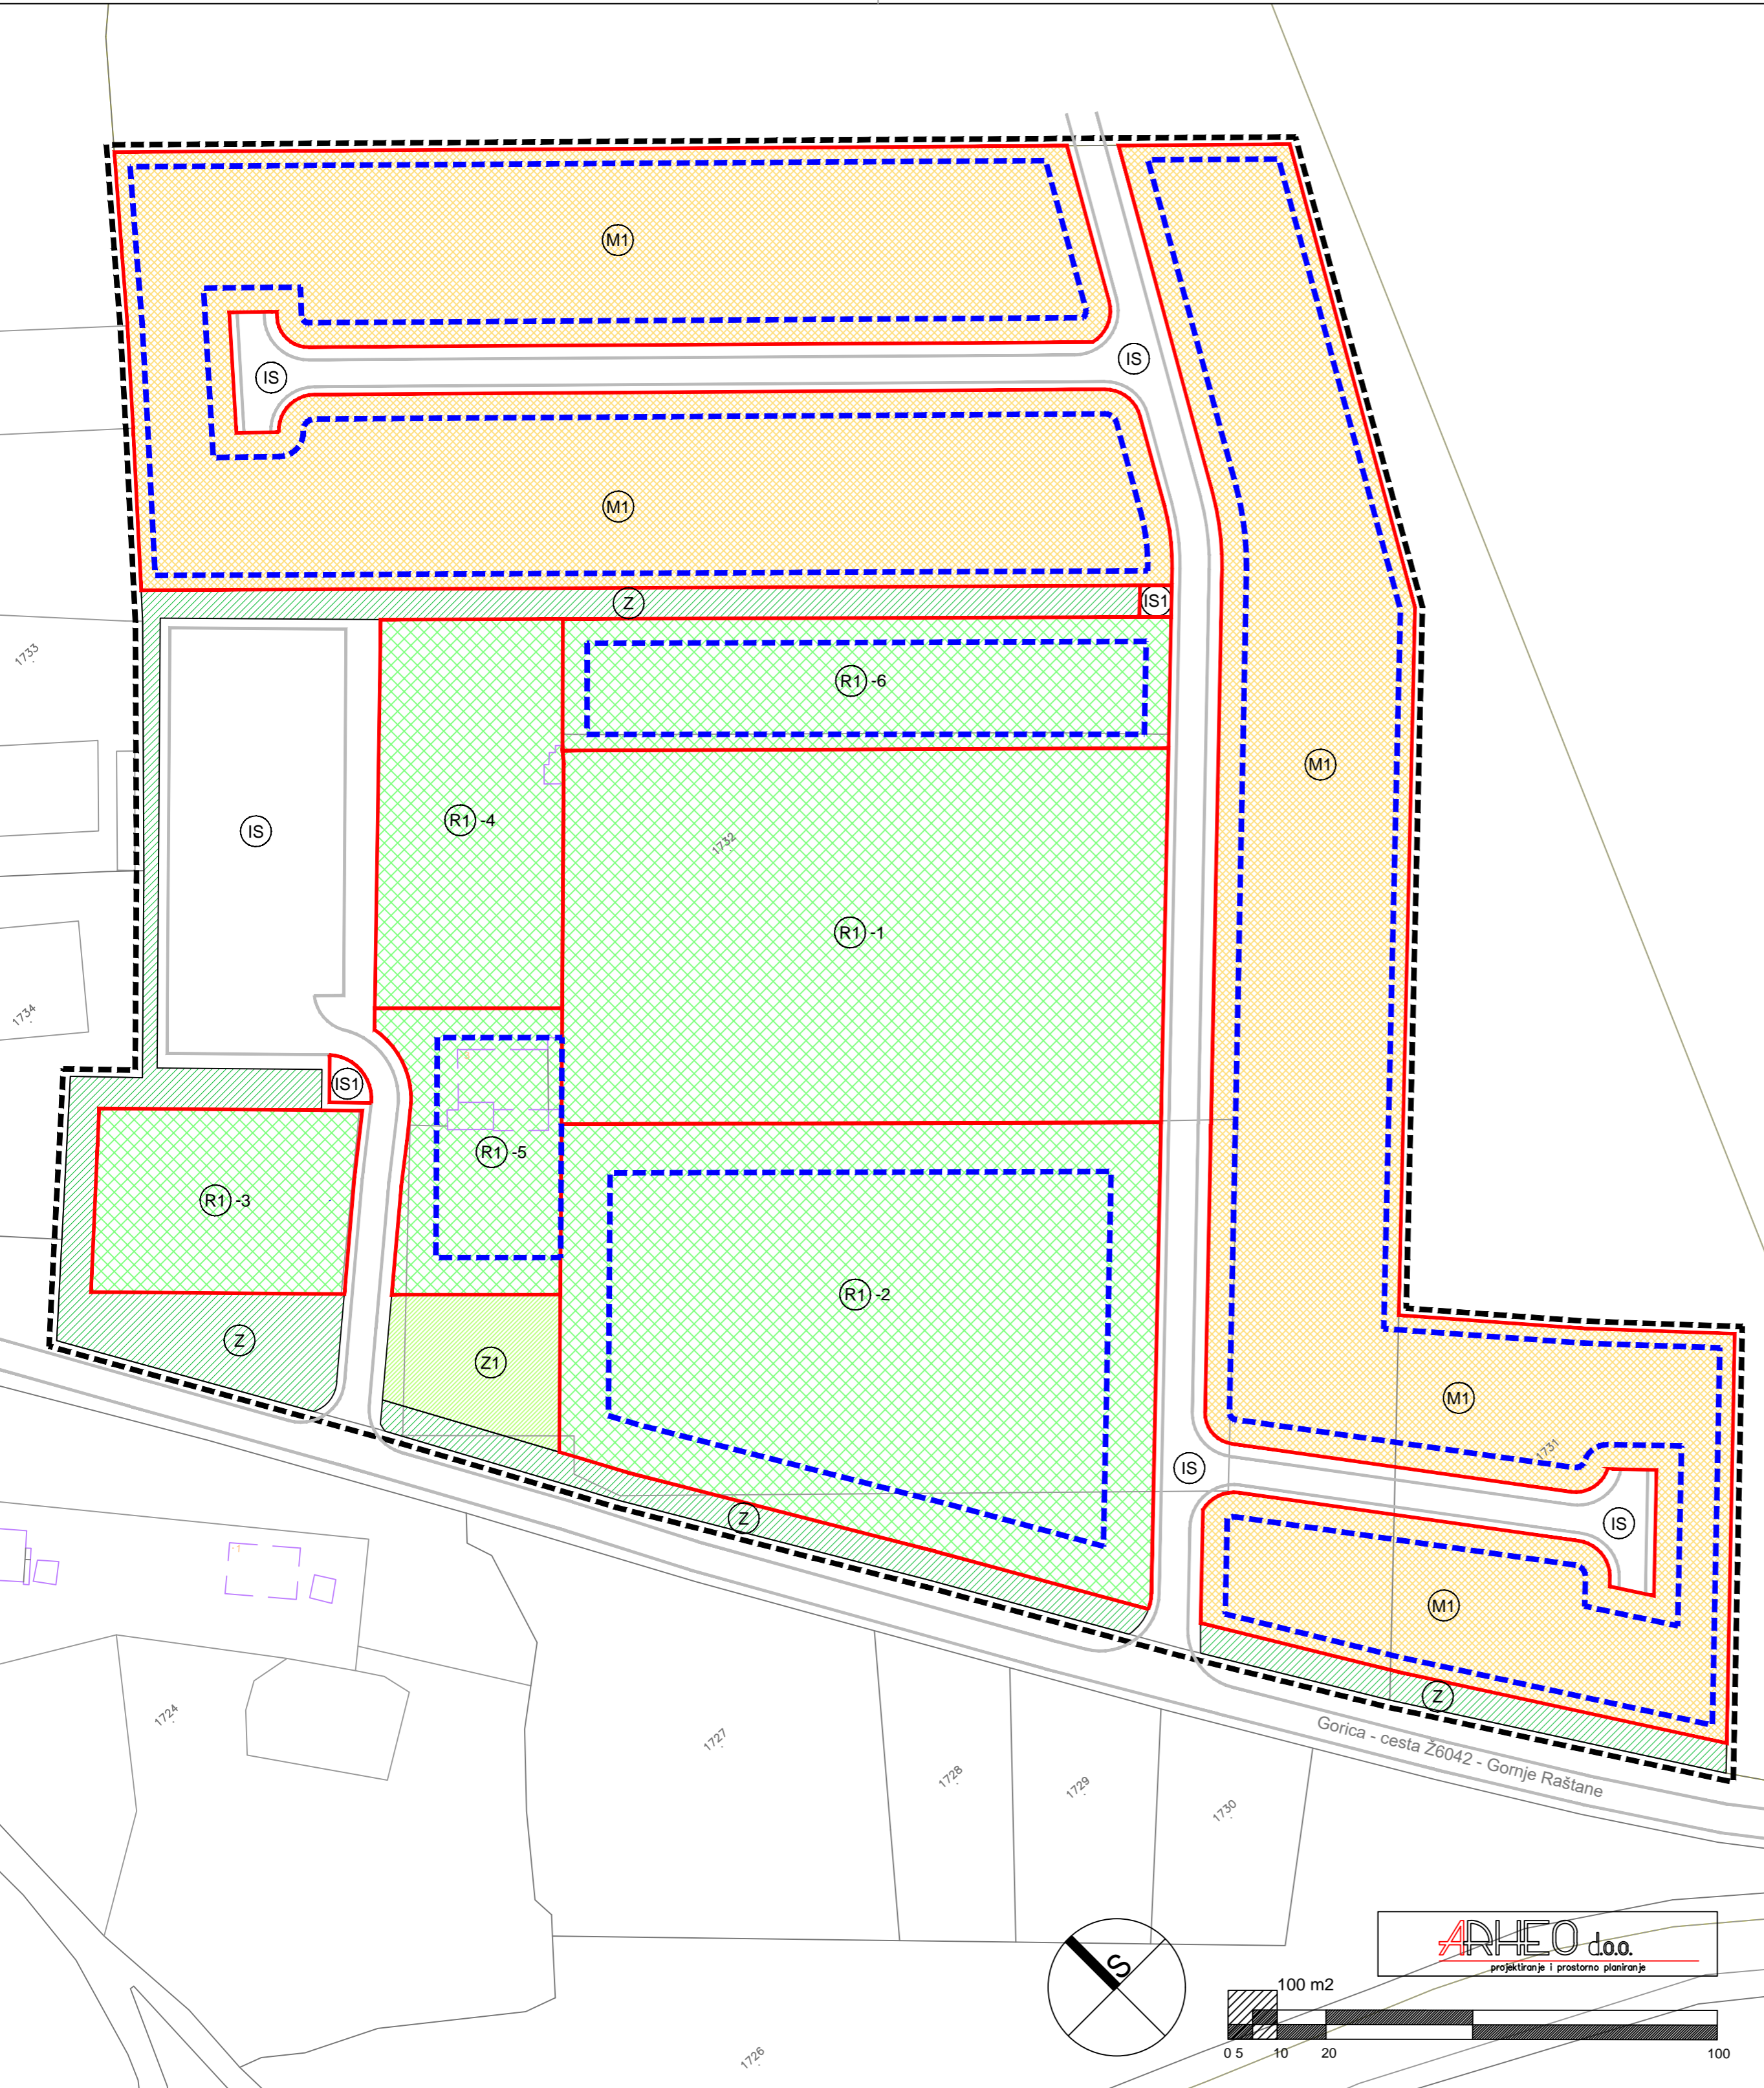 M1
IS
IS
M1
Z
IS1
1733
R1 -6
M1
R1 -4
IS
1732
R1 -1
1734
IS1
R1 -5
R1 -3
R1 -2
Z
Z1
M1
1731
IS
Z
IS
M1
Z
1724
1727
Gorica - cesta Ž6042 - Gornje Raštane
1728
1729
1730
ARHEO d.o.o.
projektiranje i prostorno planiranje
S
100 m2
0 5 10 20 100
1726